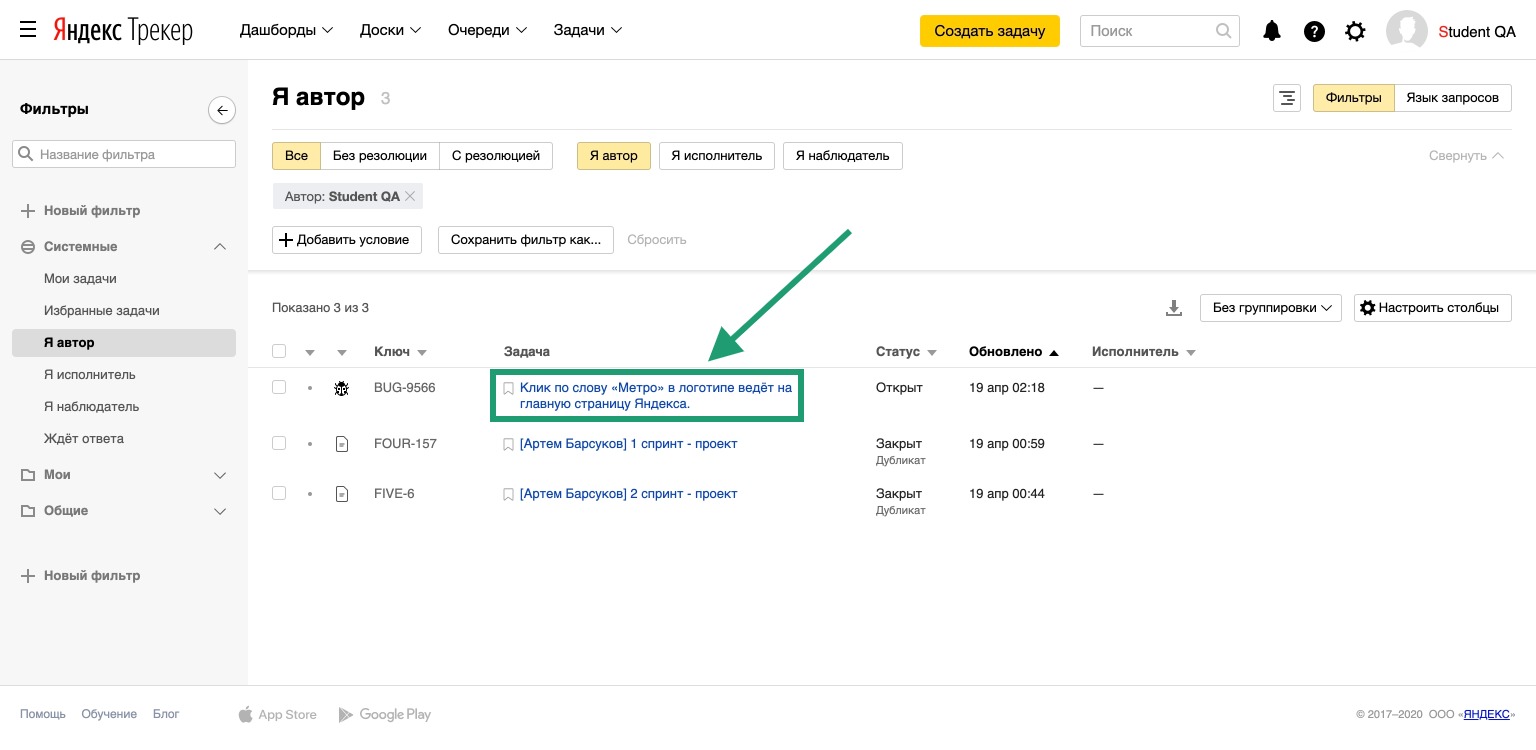 Яндекс Трекер Дашборды Доски Очереди Задачи Создать задачу Поиск Student QA
Фильтры
Название фильтра
Новый фильтр
Системные
Мои задачи
Избранные задачи
Я автор
Я исполнитель
Я наблюдатель
Ждёт ответа
Мои
Общие
Новый фильтр
Я автор 3
Фильтры Язык запросов
Все Без резолюции С резолюцией Я автор Я исполнитель Я наблюдатель Свернуть
Автор: Student QA
Добавить условие Сохранить фильтр как... Сбросить
Показано 3 из 3 Без группировки Настроить столбцы
Ключ Задача Статус Обновлено Исполнитель
BUG-9566 Клик по слову «Метро» в логотипе ведёт на Открыт 19 апр 02:18 —
главную страницу Яндекса.
FOUR-157 [Артем Барсуков] 1 спринт - проект Закрыт 19 апр 00:59 —
Дубликат
FIVE-6 [Артем Барсуков] 2 спринт - проект Закрыт 19 апр 00:44 —
Дубликат
Помощь Обучение Блог App Store Google Play © 2017–2020 ООО «ЯНДЕКС»